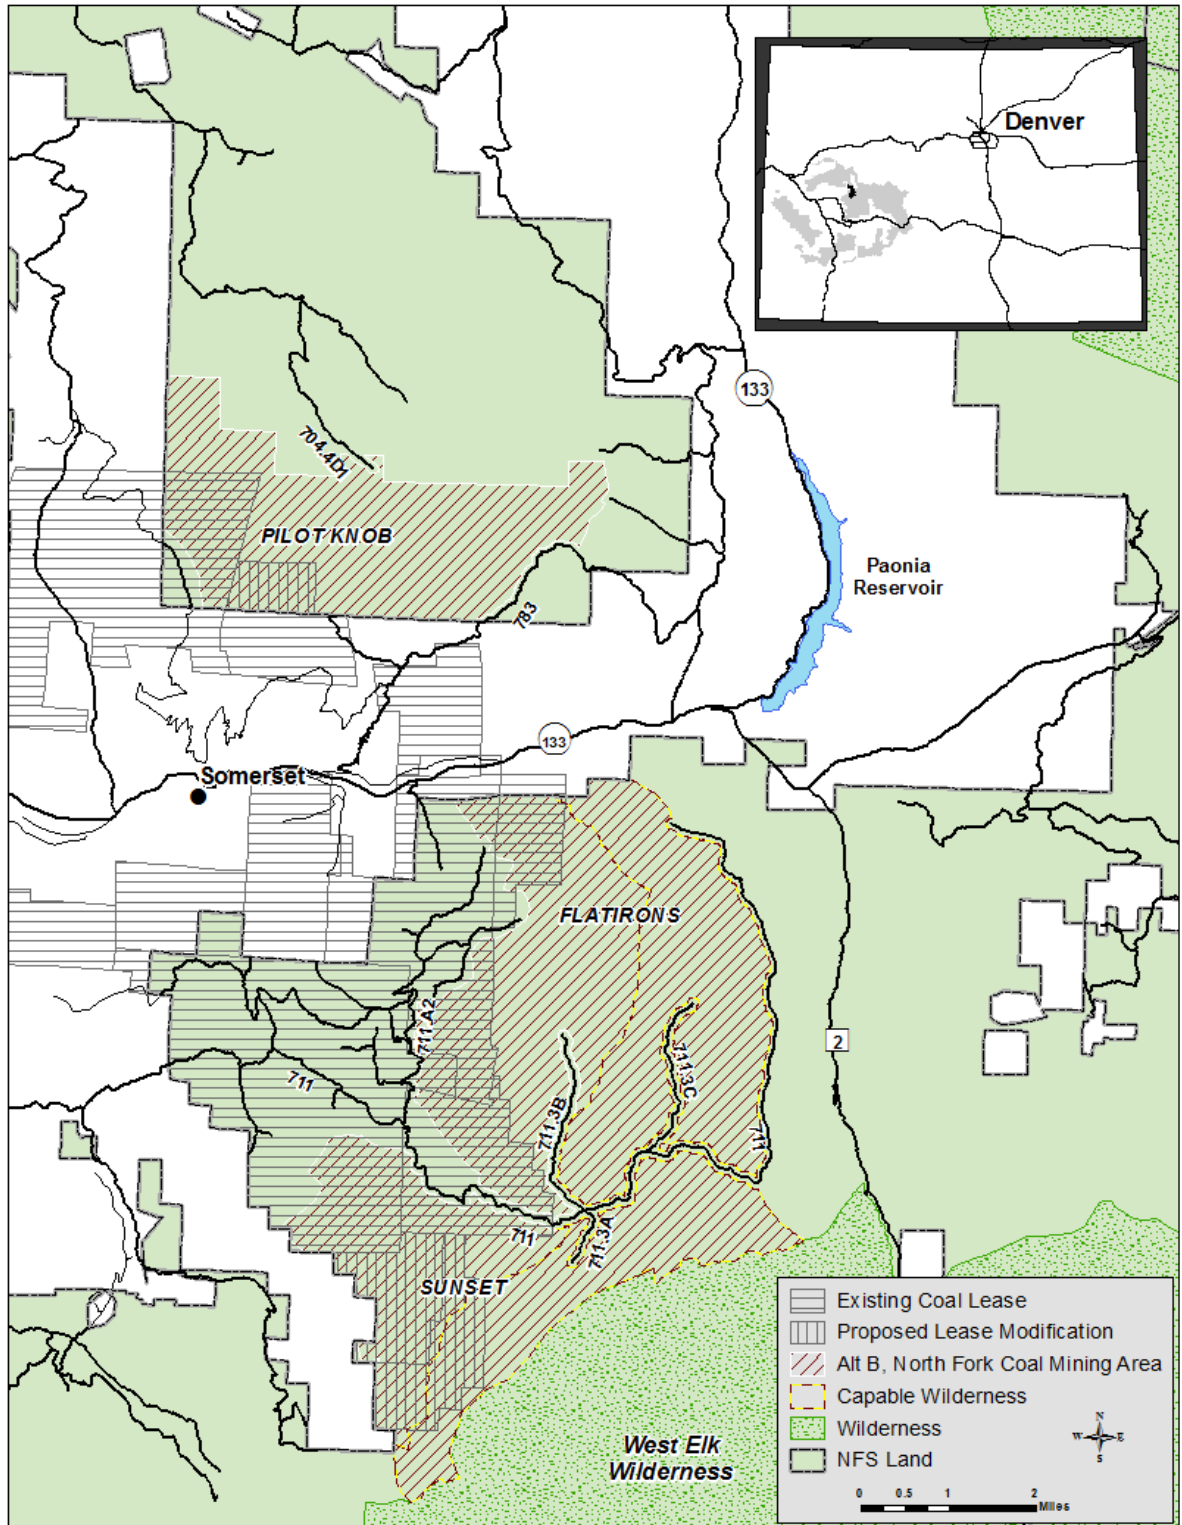 Denver
133
704.4D1
PILOT KNOB
Paonia
Reservoir
783
133
Somerset
FLATIRONS
711.A2
2
711
711.3C
711.3B
711
711
711.3A
SUNSET
West Elk
Wilderness
Existing Coal Lease
Proposed Lease Modification
Alt B, North Fork Coal Mining Area
Capable Wilderness
Wilderness
NFS Land
N
W E
S
0 0.5 1 2
Miles